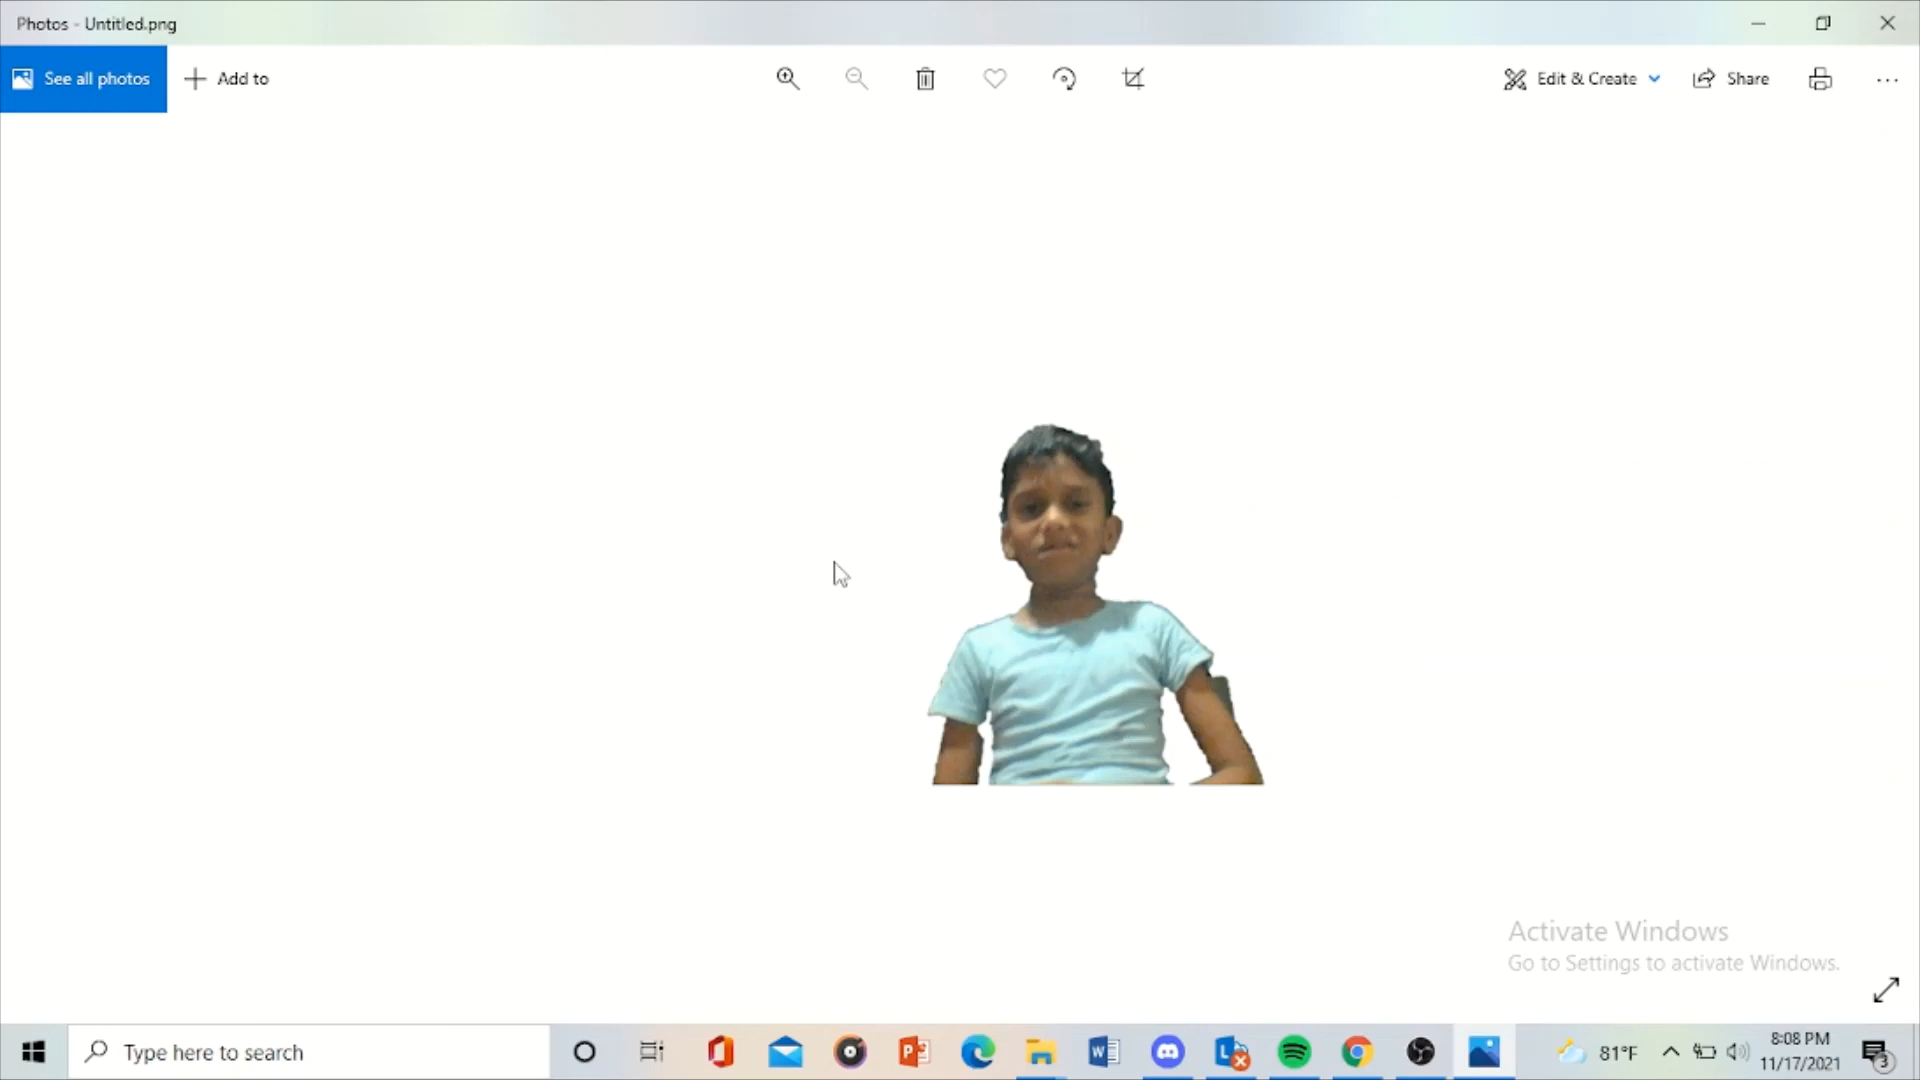 Photos - Untitled.png
See all photos
Add to
Edit & Create
Share
Activate Windows
Go to Settings to activate Windows.
Type here to search
81°F
8:08 PM
11/17/2021
3